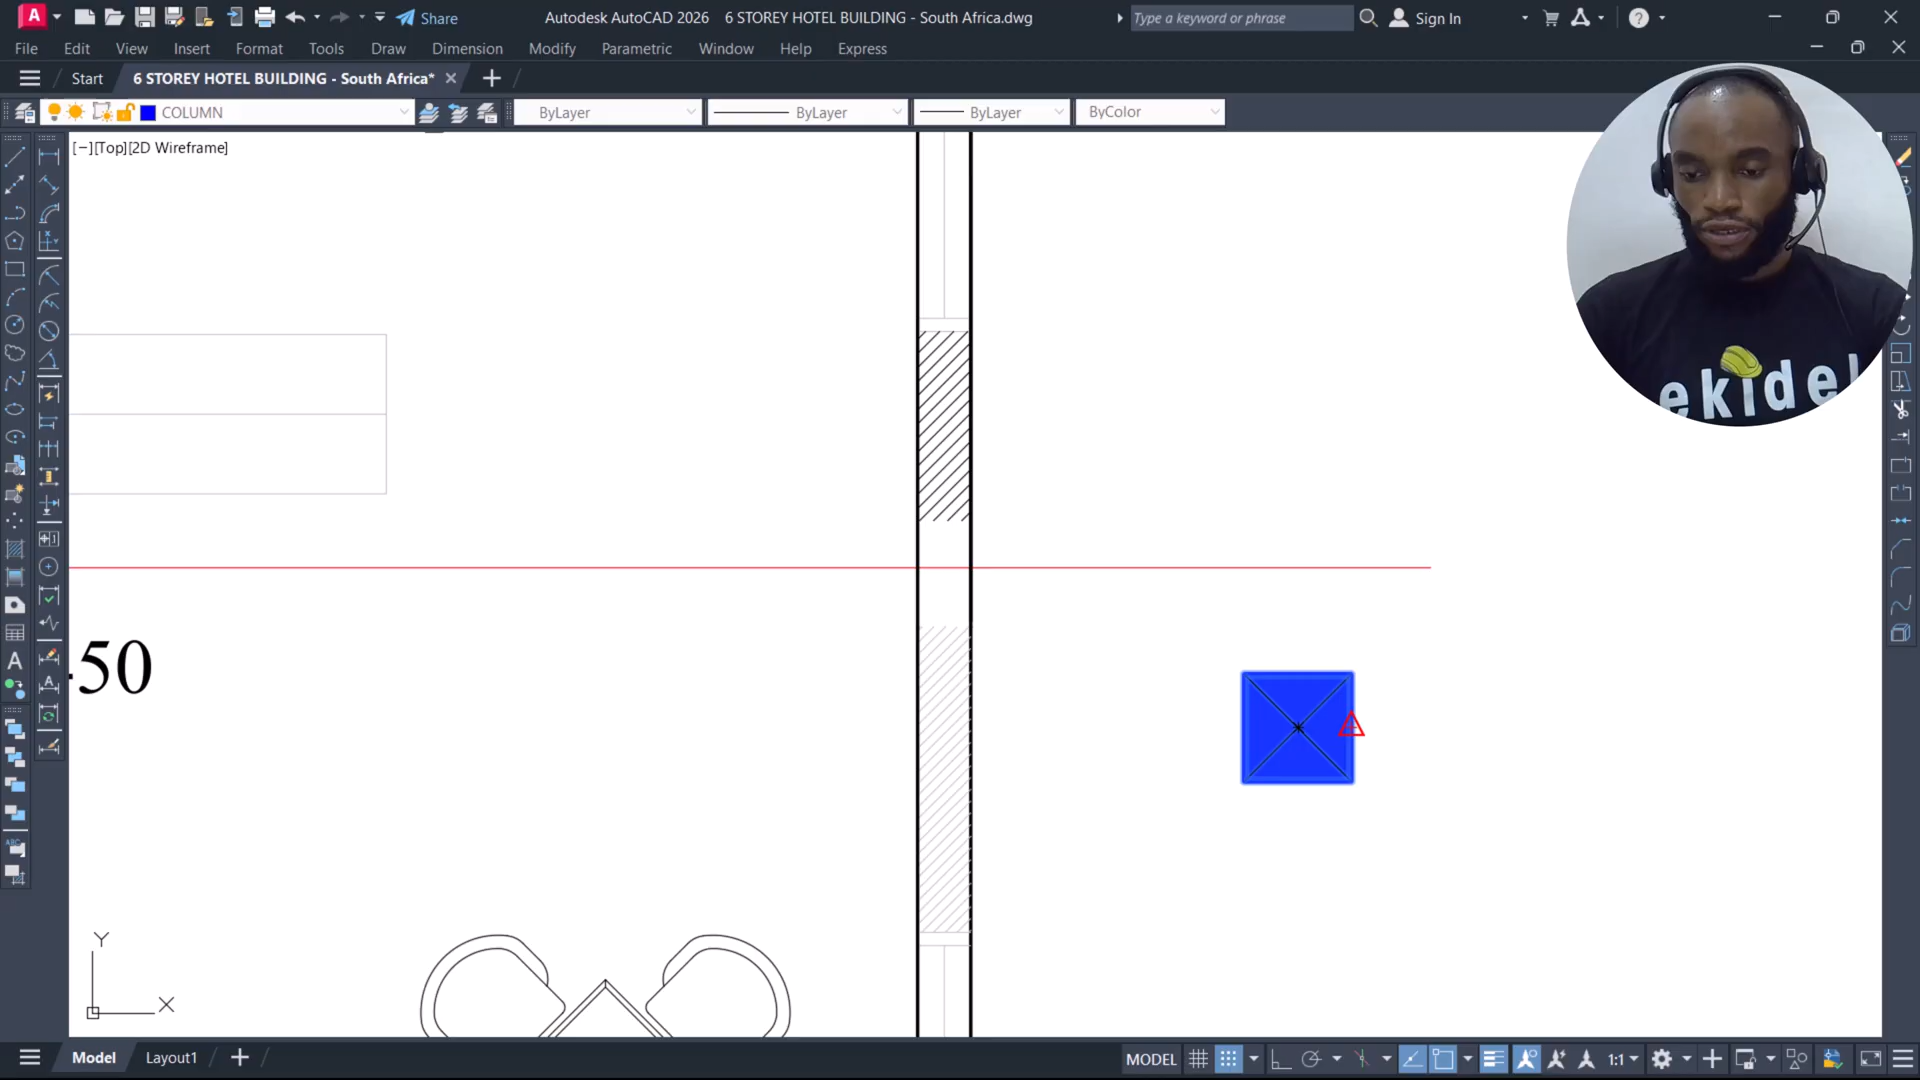 Share
Autodesk AutoCAD 2026 6 STOREY HOTEL BUILDING - South Africa.dwg
Type a keyword or phrase
Sign In
File Edit View Insert Format Tools Draw Dimension Modify Parametric Window Help Express
Start
6 STOREY HOTEL BUILDING - South Africa*
COLUMN
ByLayer
ByLayer
ByLayer
ByColor
[−][Top][2D Wireframe]
ekidel
50
Y
X
Model
Layout1
MODEL
1:1